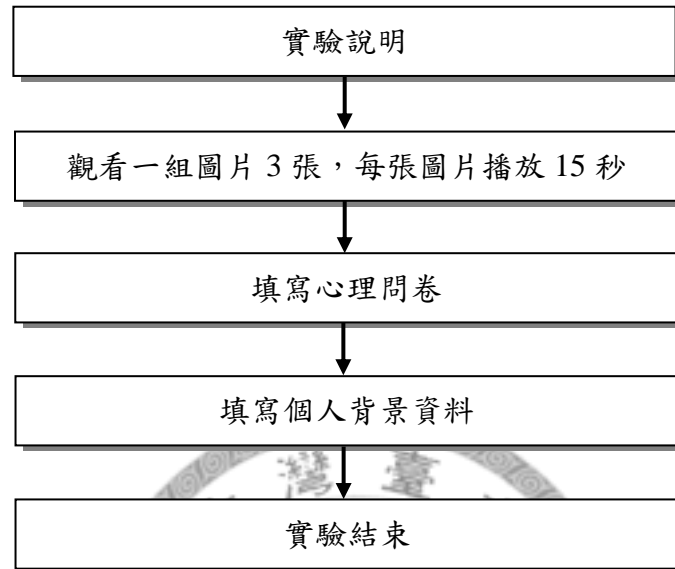 實驗說明
觀看一組圖片 3 張，每張圖片播放 15 秒
填寫心理問卷
填寫個人背景資料
灣臺
實驗結束